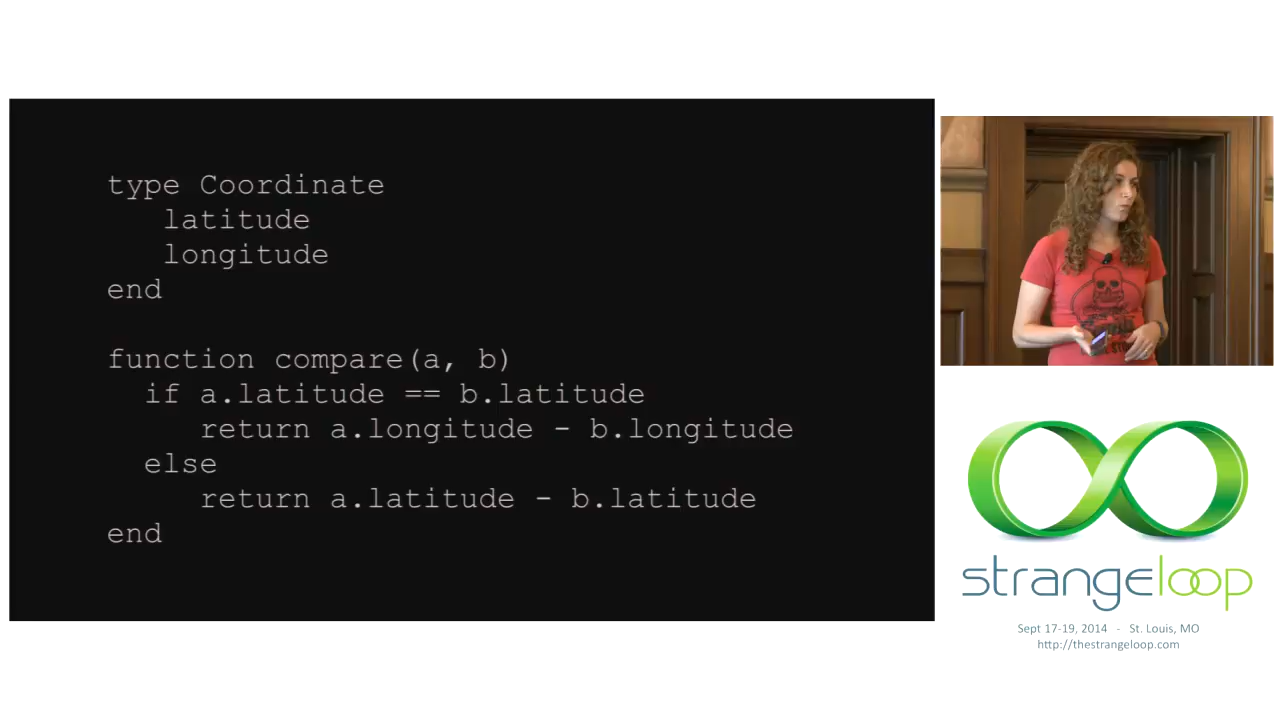 type Coordinate
latitude
longitude
end
function compare(a, b)
if a.latitude == b.latitude
return a.longitude - b.longitude
else
return a.latitude - b.latitude
end
strangeloop
Sept 17-19, 2014 - St. Louis, MO
http://thestrangeloop.com